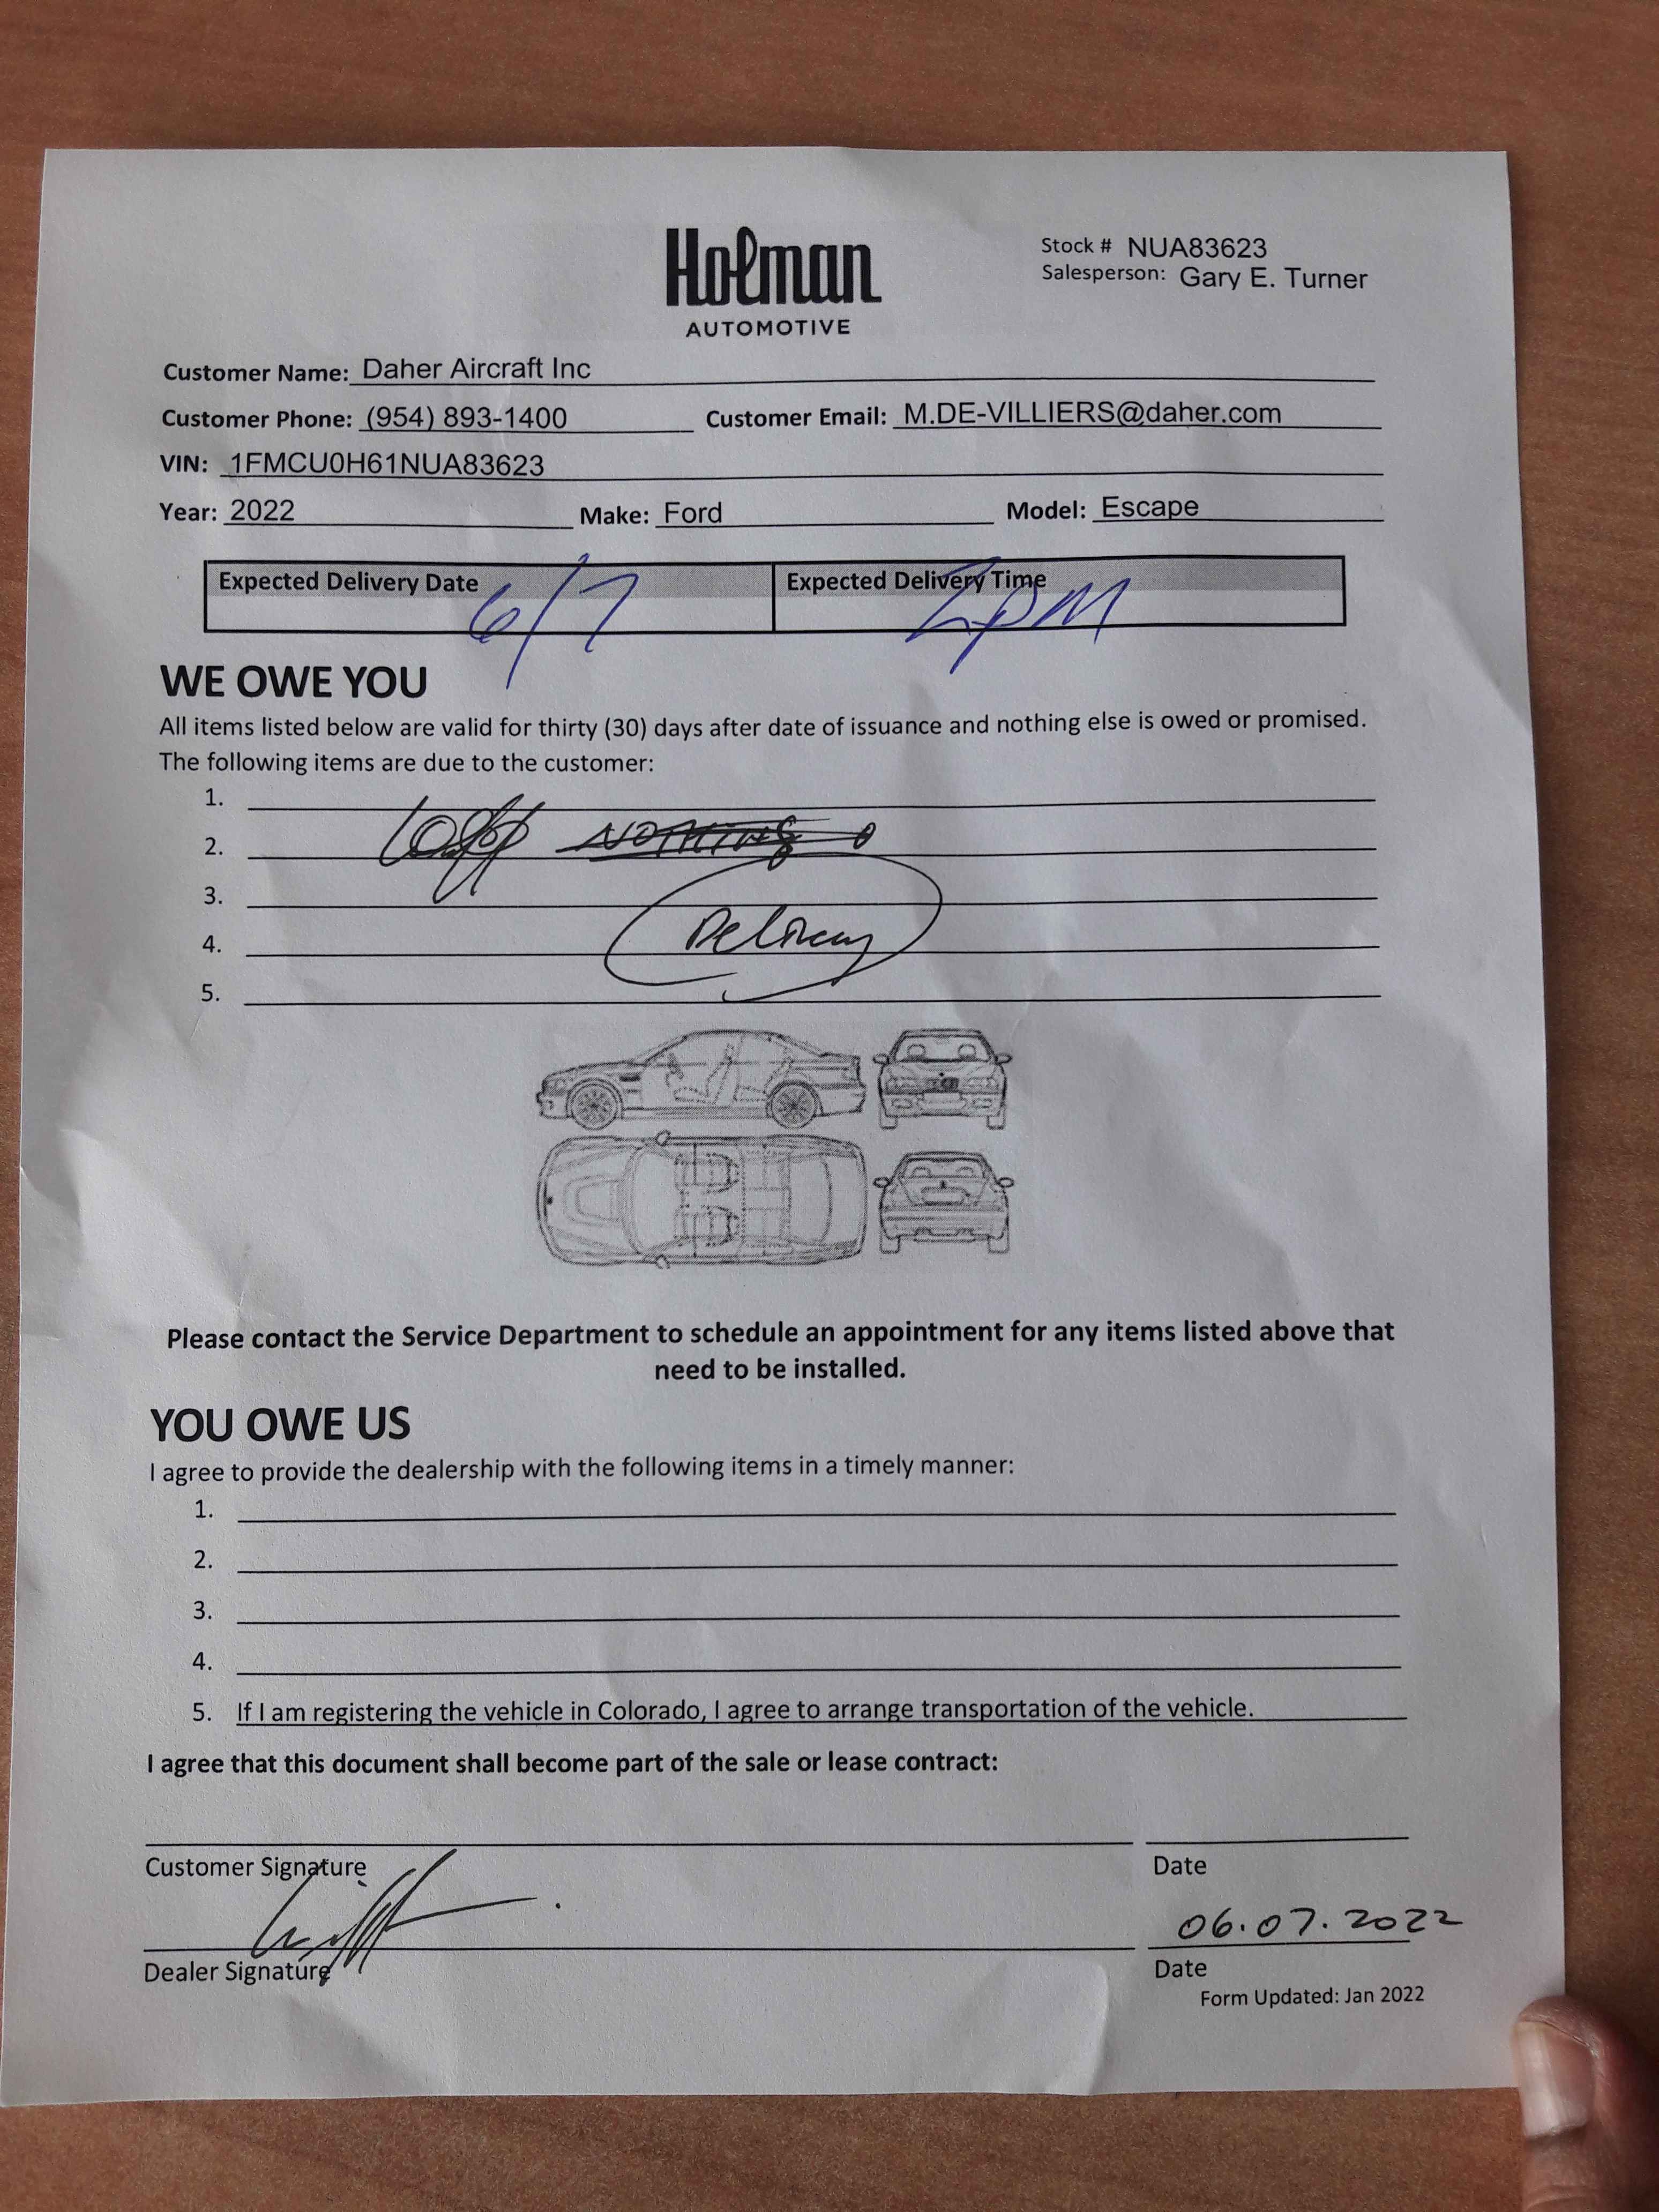 Holman
AUTOMOTIVE
Stock # NUA83623
Salesperson: Gary E. Turner
Customer Name: Daher Aircraft Inc
Customer Phone: (954) 893-1400 Customer Email: M.DE-VILLIERS@daher.com
VIN: 1FMCU0H61NUA83623
Year: 2022 Make: Ford Model: Escape
Expected Delivery Date 6/7 Expected Delivery Time 2PM
WE OWE YOU
All items listed below are valid for thirty (30) days after date of issuance and nothing else is owed or promised.
The following items are due to the customer:
1.
2. NOTHING
3.
4. Delivery
5.
Please contact the Service Department to schedule an appointment for any items listed above that
need to be installed.
YOU OWE US
I agree to provide the dealership with the following items in a timely manner:
1.
2.
3.
4.
5. If I am registering the vehicle in Colorado, I agree to arrange transportation of the vehicle.
I agree that this document shall become part of the sale or lease contract:
Customer Signature Date
06.07.2022
Dealer Signature Date
Form Updated: Jan 2022